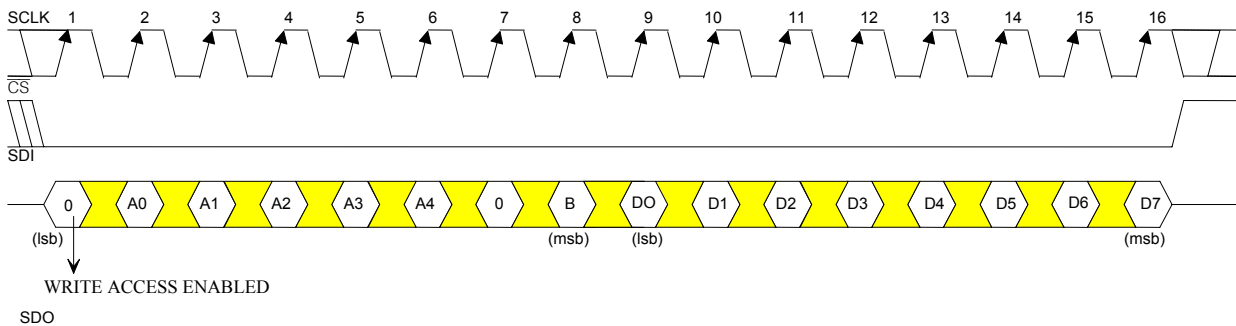 SCLK 1 2 3 4 5 6 7 8 9 10 11 12 13 14 15 16
CS
SDI
0 A0 A1 A2 A3 A4 0 B DO D1 D2 D3 D4 D5 D6 D7
(lsb) (msb) (lsb) (msb)
WRITE ACCESS ENABLED
SDO